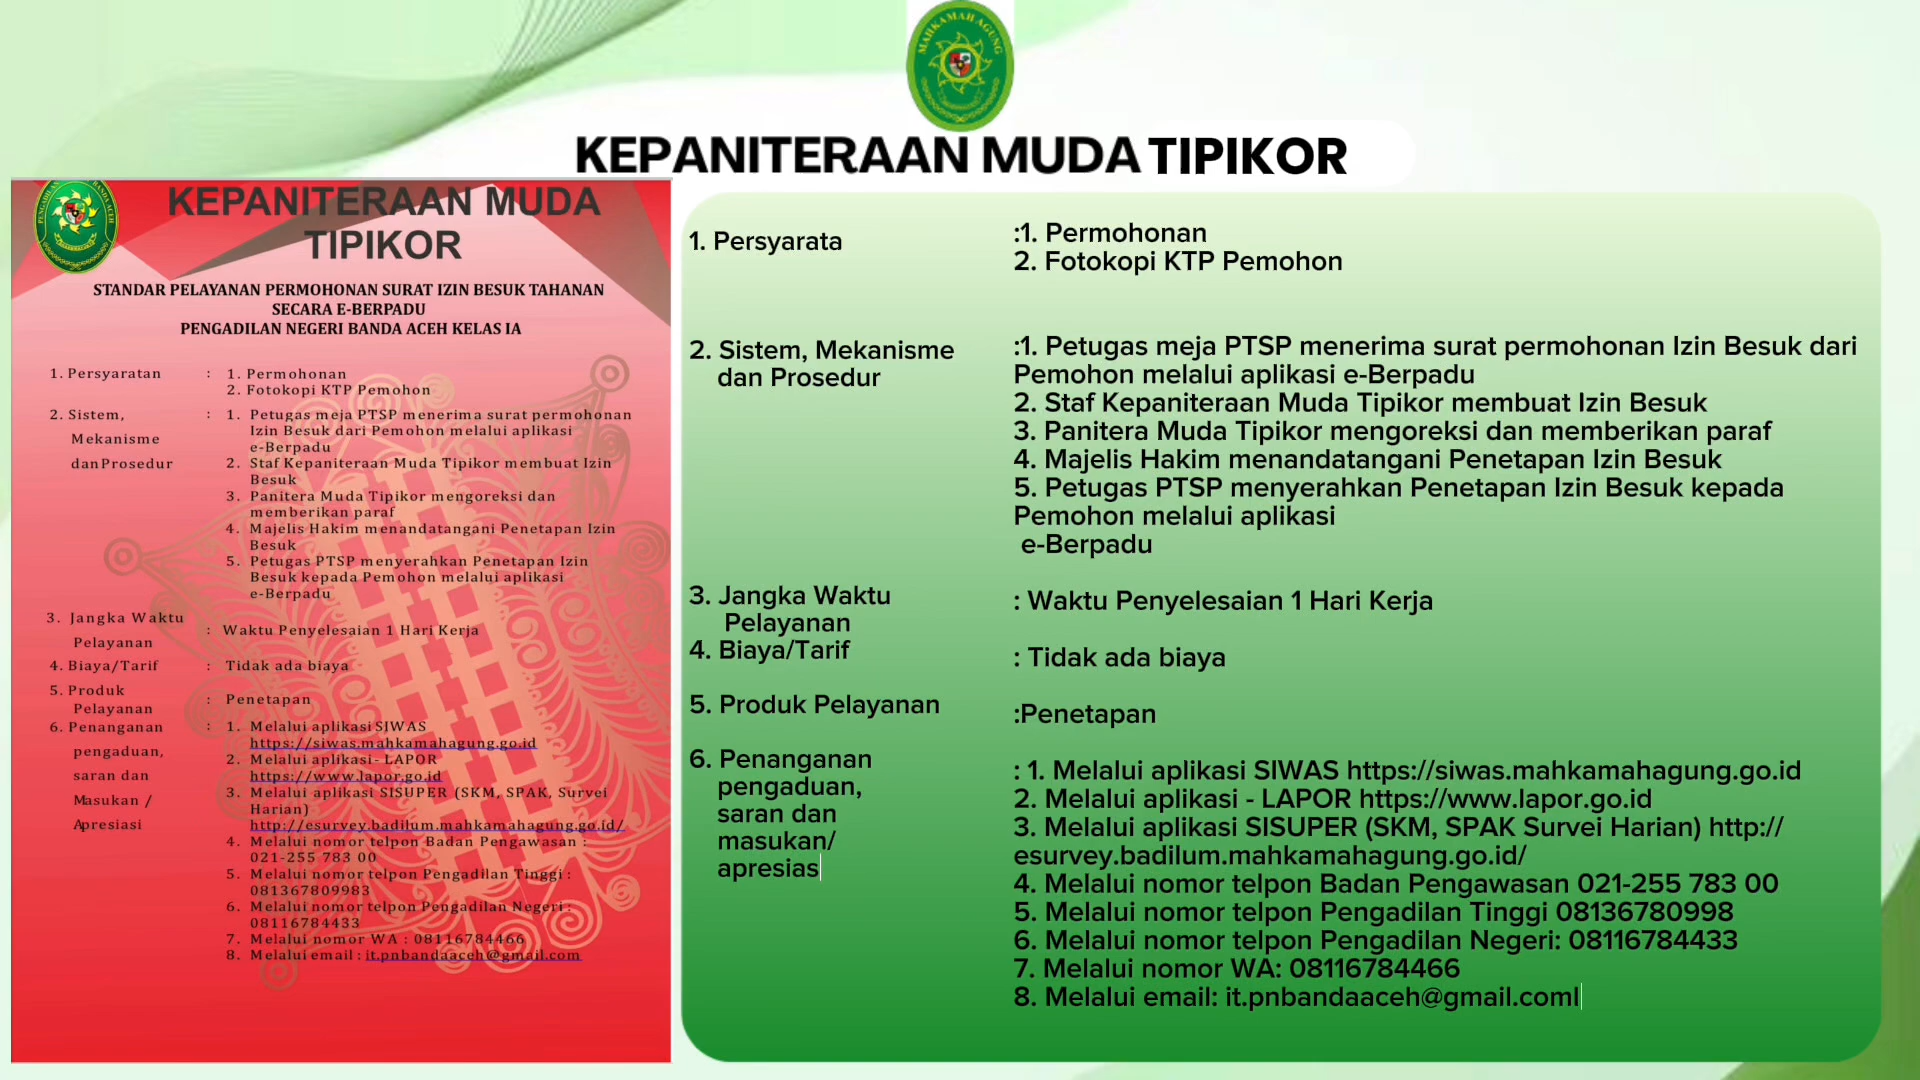 MAHKAMAH AGUNG
KEPANITERAAN MUDA TIPIKOR
PENGADILAN NEGERI BANDA ACEH
KEPANITERAAN MUDA
TIPIKOR
STANDAR PELAYANAN PERMOHONAN SURAT IZIN BESUK TAHANAN
SECARA E-BERPADU
PENGADILAN NEGERI BANDA ACEH KELAS IA
1. Persyaratan : 1. Permohonan
2. Fotokopi KTP Pemohon
2. Sistem, Mekanisme dan Prosedur : 1. Petugas meja PTSP menerima surat permohonan
Izin Besuk dari Pemohon melalui aplikasi
e-Berpadu
2. Staf Kepaniteraan Muda Tipikor membuat Izin
Besuk
3. Panitera Muda Tipikor mengoreksi dan
memberikan paraf
4. Majelis Hakim menandatangani Penetapan Izin
Besuk
5. Petugas PTSP menyerahkan Penetapan Izin
Besuk kepada Pemohon melalui aplikasi
e-Berpadu
3. Jangka Waktu
Pelayanan : Waktu Penyelesaian 1 Hari Kerja
4. Biaya/Tarif : Tidak ada biaya
5. Produk
Pelayanan : Penetapan
6. Penanganan
pengaduan,
saran dan
Masukan /
Apresiasi
: 1. Melalui aplikasi SIWAS
https://siwas.mahkamahagung.go.id
2. Melalui aplikasi - LAPOR
https://www.lapor.go.id
3. Melalui aplikasi SISUPER (SKM, SPAK, Survei
Harian)
http://esurvey.badilum.mahkamahagung.go.id/
4. Melalui nomor telpon Badan Pengawasan :
021-255 783 00
5. Melalui nomor telpon Pengadilan Tinggi :
081367809983
6. Melalui nomor telpon Pengadilan Negeri :
08116784433
7. Melalui nomor WA : 08116784466
8. Melalui email : it.pnbandaaceh@gmail.com
1. Persyarata
:1. Permohonan
2. Fotokopi KTP Pemohon
2. Sistem, Mekanisme
dan Prosedur
:1. Petugas meja PTSP menerima surat permohonan Izin Besuk dari
Pemohon melalui aplikasi e-Berpadu
2. Staf Kepaniteraan Muda Tipikor membuat Izin Besuk
3. Panitera Muda Tipikor mengoreksi dan memberikan paraf
4. Majelis Hakim menandatangani Penetapan Izin Besuk
5. Petugas PTSP menyerahkan Penetapan Izin Besuk kepada
Pemohon melalui aplikasi
e-Berpadu
3. Jangka Waktu
Pelayanan
: Waktu Penyelesaian 1 Hari Kerja
4. Biaya/Tarif
: Tidak ada biaya
5. Produk Pelayanan
:Penetapan
6. Penanganan
pengaduan,
saran dan
masukan/
apresias
: 1. Melalui aplikasi SIWAS https://siwas.mahkamahagung.go.id
2. Melalui aplikasi - LAPOR https://www.lapor.go.id
3. Melalui aplikasi SISUPER (SKM, SPAK Survei Harian) http://
esurvey.badilum.mahkamahagung.go.id/
4. Melalui nomor telpon Badan Pengawasan 021-255 783 00
5. Melalui nomor telpon Pengadilan Tinggi 08136780998
6. Melalui nomor telpon Pengadilan Negeri: 08116784433
7. Melalui nomor WA: 08116784466
8. Melalui email: it.pnbandaaceh@gmail.coml